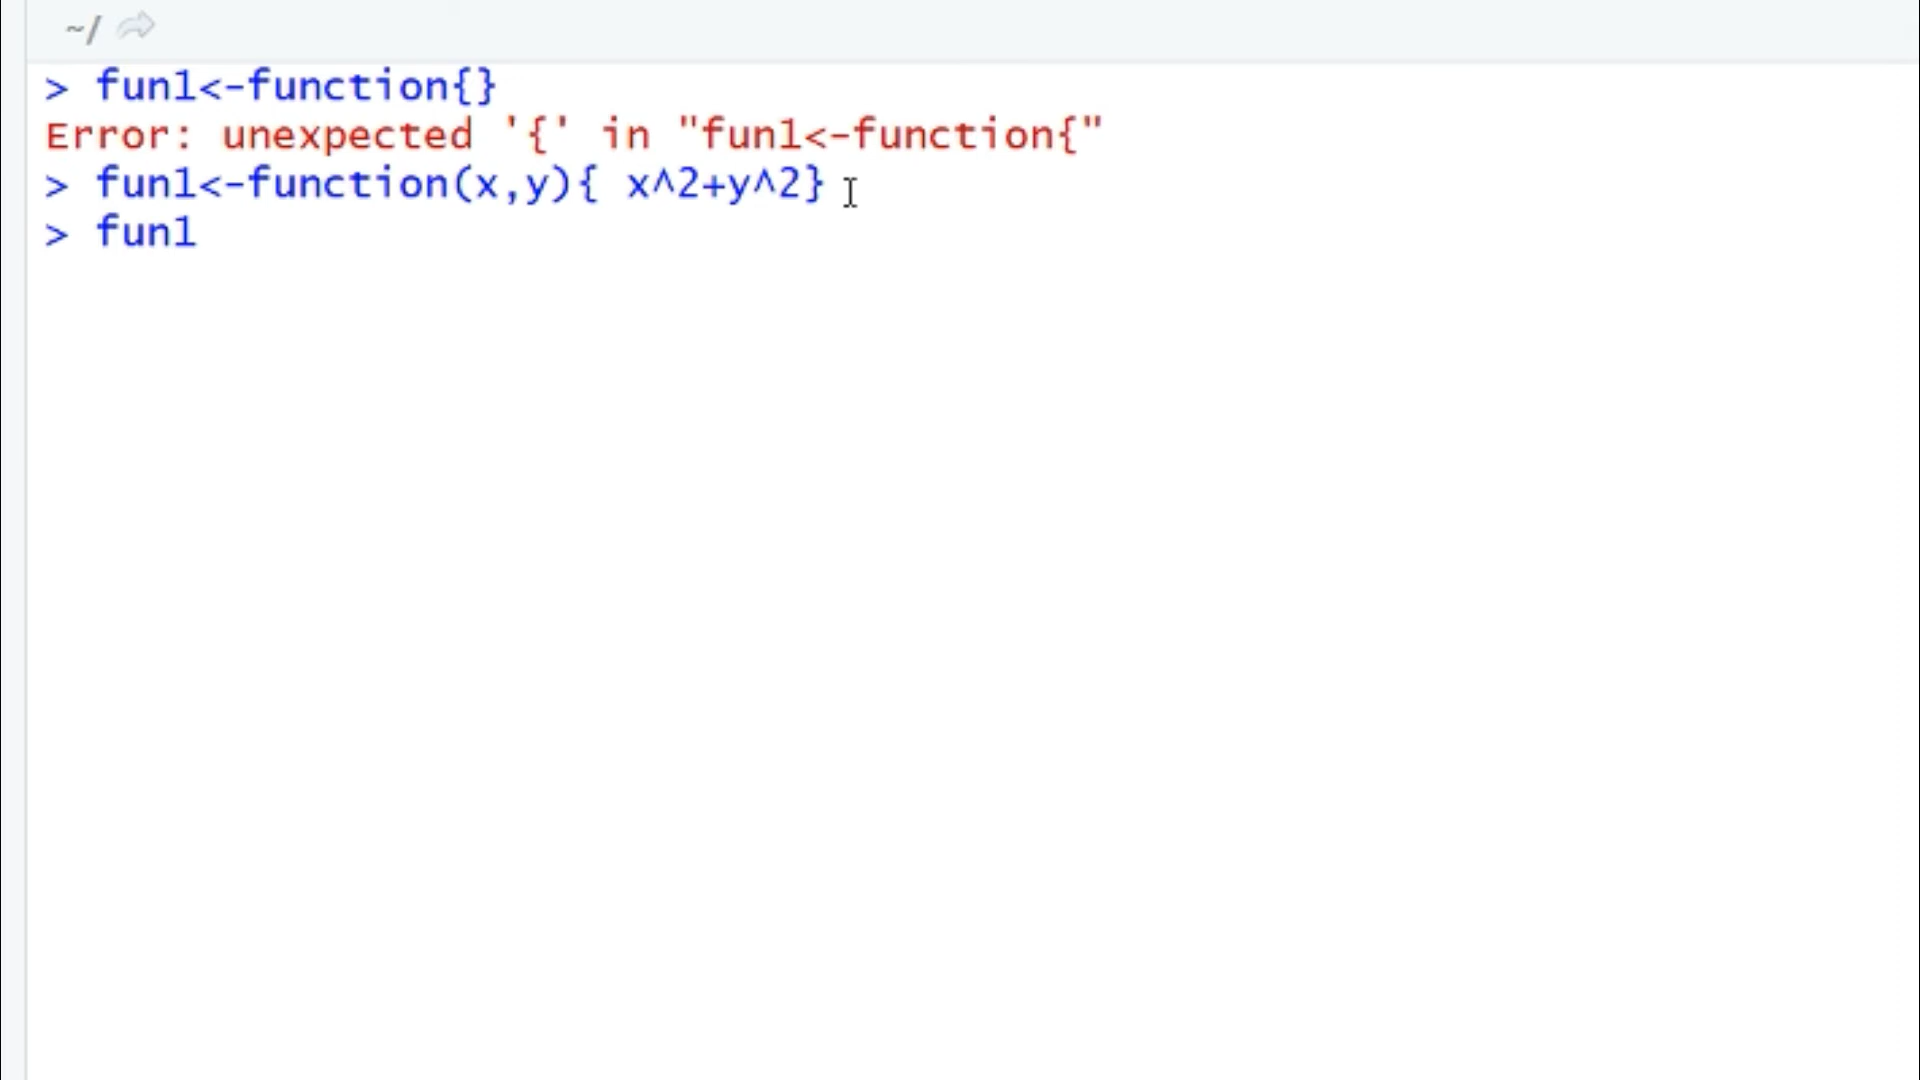 ~/
> fun1<-function{}
Error: unexpected '{' in "fun1<-function{"
> fun1<-function(x,y){ x^2+y^2}
> fun1